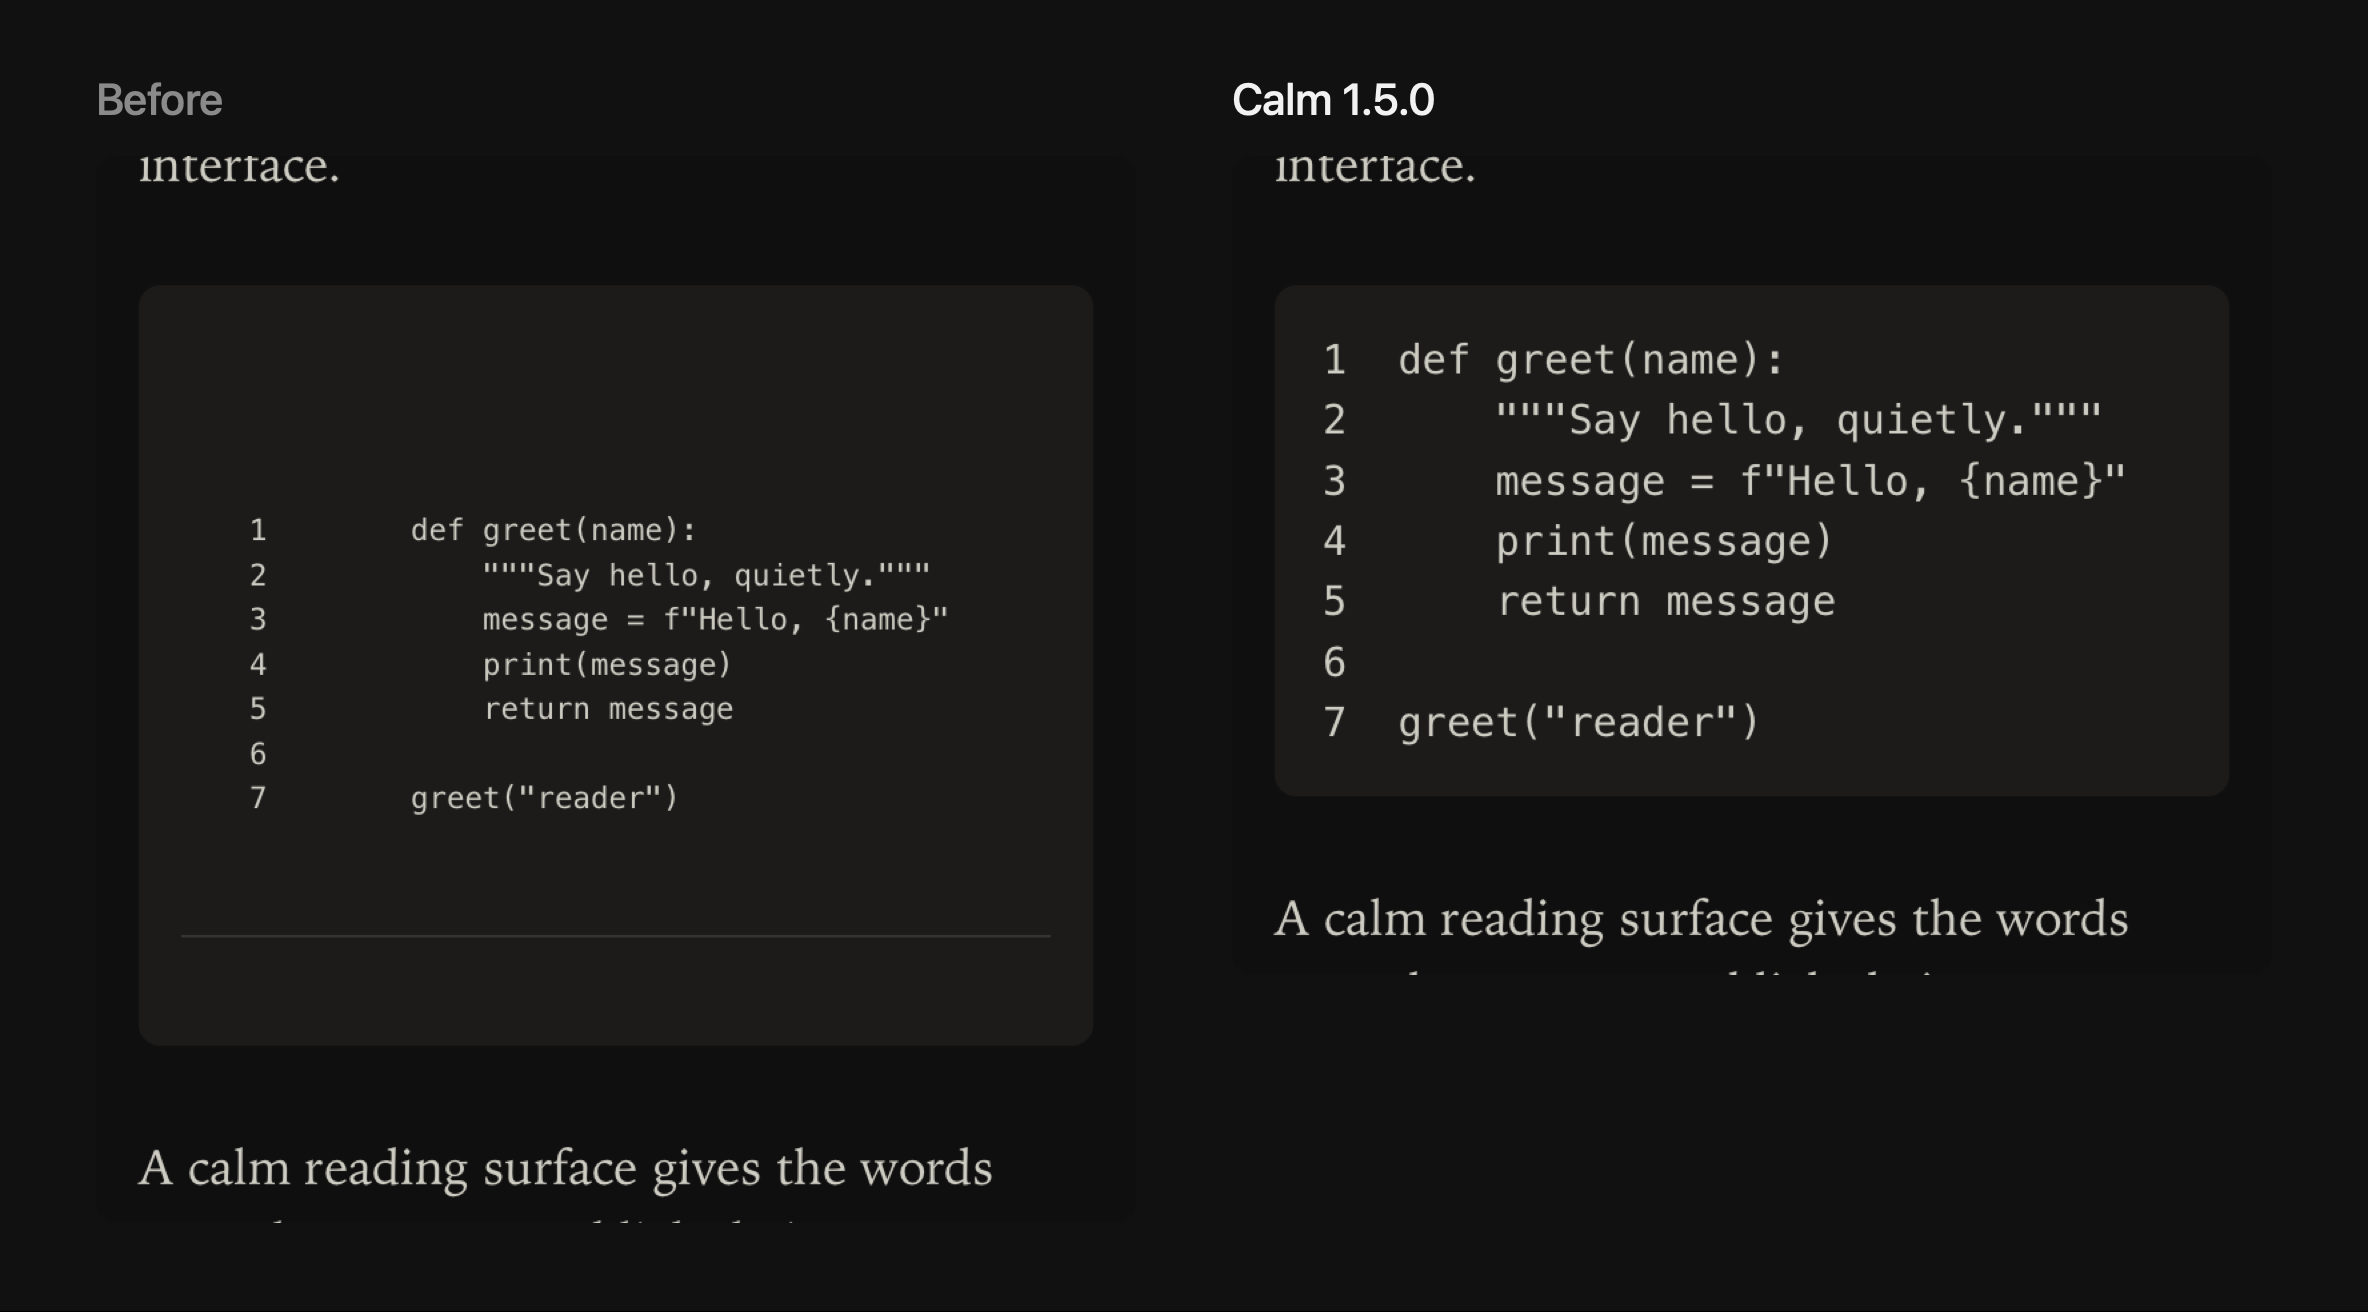 Before
interface.
1 def greet(name):
2     """Say hello, quietly."""
3     message = f"Hello, {name}"
4     print(message)
5     return message
6
7 greet("reader")
A calm reading surface gives the words
Calm 1.5.0
interface.
1 def greet(name):
2     """Say hello, quietly."""
3     message = f"Hello, {name}"
4     print(message)
5     return message
6
7 greet("reader")
A calm reading surface gives the words